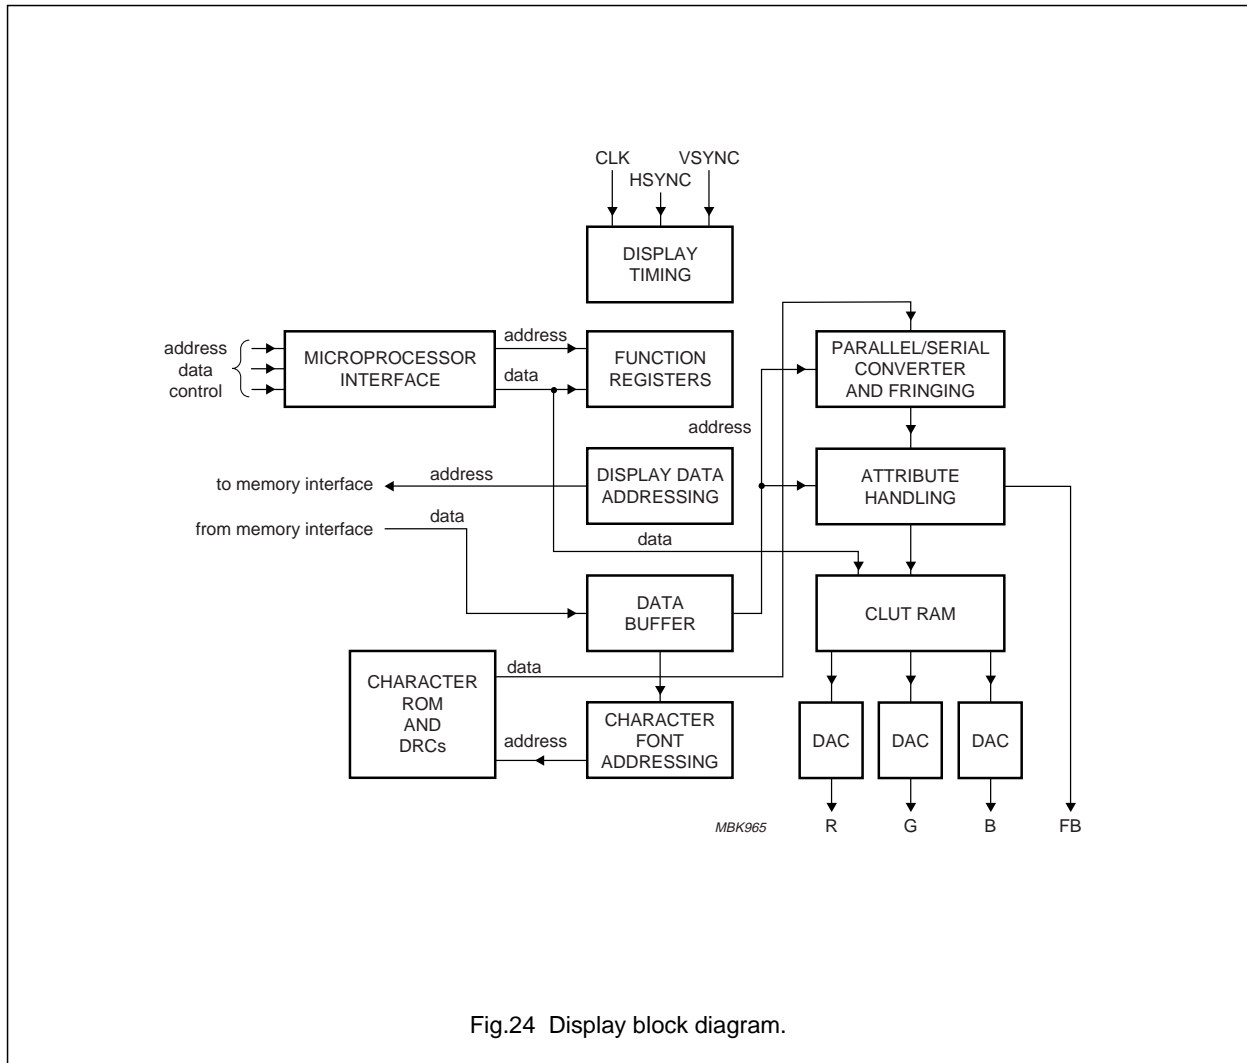 CLK
VSYNC
HSYNC
DISPLAY
TIMING
address
data
control
MICROPROCESSOR
INTERFACE
address
data
FUNCTION
REGISTERS
PARALLEL/SERIAL
CONVERTER
AND FRINGING
address
to memory interface
address
DISPLAY DATA
ADDRESSING
ATTRIBUTE
HANDLING
from memory interface
data
data
DATA
BUFFER
CLUT RAM
CHARACTER
ROM
AND
DRCs
data
address
CHARACTER
FONT
ADDRESSING
DAC
DAC
DAC
MBK965
R
G
B
FB
Fig.24 Display block diagram.